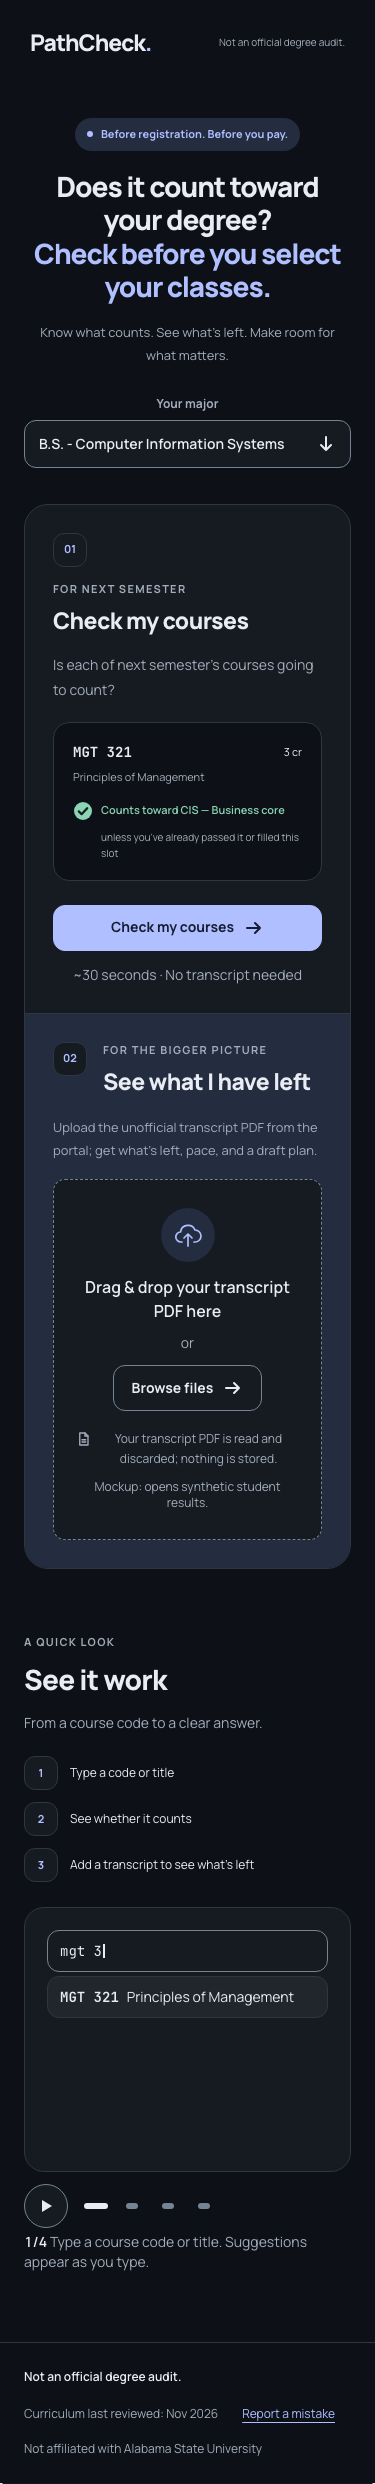 PathCheck.
Not an official degree audit.
Before registration. Before you pay.
Does it count toward
your degree?
Check before you select
your classes.
Know what counts. See what's left. Make room for
what matters.
Your major
B.S. - Computer Information Systems
01
FOR NEXT SEMESTER
Check my courses
Is each of next semester's courses going
to count?
MGT 321
3 cr
Principles of Management
Counts toward CIS — Business core
unless you've already passed it or filled this
slot
Check my courses
~30 seconds · No transcript needed
02
FOR THE BIGGER PICTURE
See what I have left
Upload the unofficial transcript PDF from the
portal; get what's left, pace, and a draft plan.
Drag & drop your transcript
PDF here
or
Browse files
Your transcript PDF is read and
discarded; nothing is stored.
Mockup: opens synthetic student
results.
A QUICK LOOK
See it work
From a course code to a clear answer.
1
Type a code or title
2
See whether it counts
3
Add a transcript to see what's left
mgt 3
MGT 321 Principles of Management
1/4 Type a course code or title. Suggestions
appear as you type.
Not an official degree audit.
Curriculum last reviewed: Nov 2026
Report a mistake
Not affiliated with Alabama State University